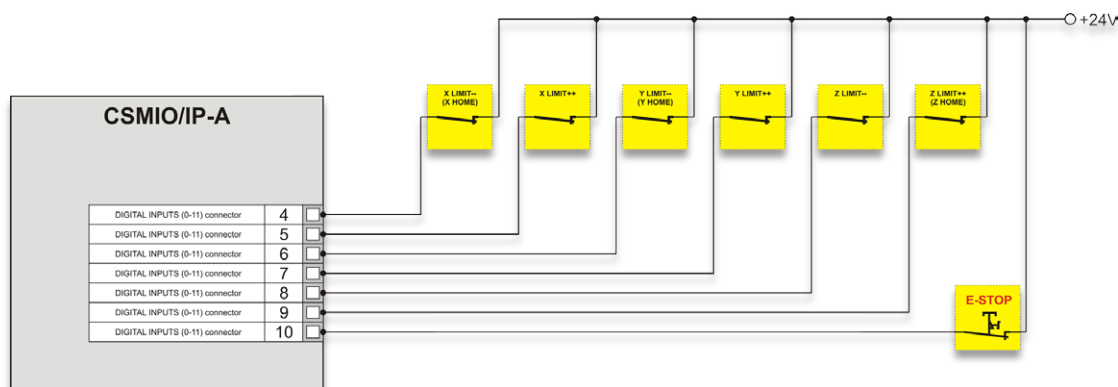 +24V
X LIMIT--
(X HOME)
X LIMIT++
Y LIMIT--
(Y HOME)
Y LIMIT++
Z LIMIT--
Z LIMIT++
(Z HOME)
CSMIO/IP-A
DIGITAL INPUTS (0-11) connector 4
DIGITAL INPUTS (0-11) connector 5
DIGITAL INPUTS (0-11) connector 6
DIGITAL INPUTS (0-11) connector 7
DIGITAL INPUTS (0-11) connector 8
DIGITAL INPUTS (0-11) connector 9
DIGITAL INPUTS (0-11) connector 10
E-STOP